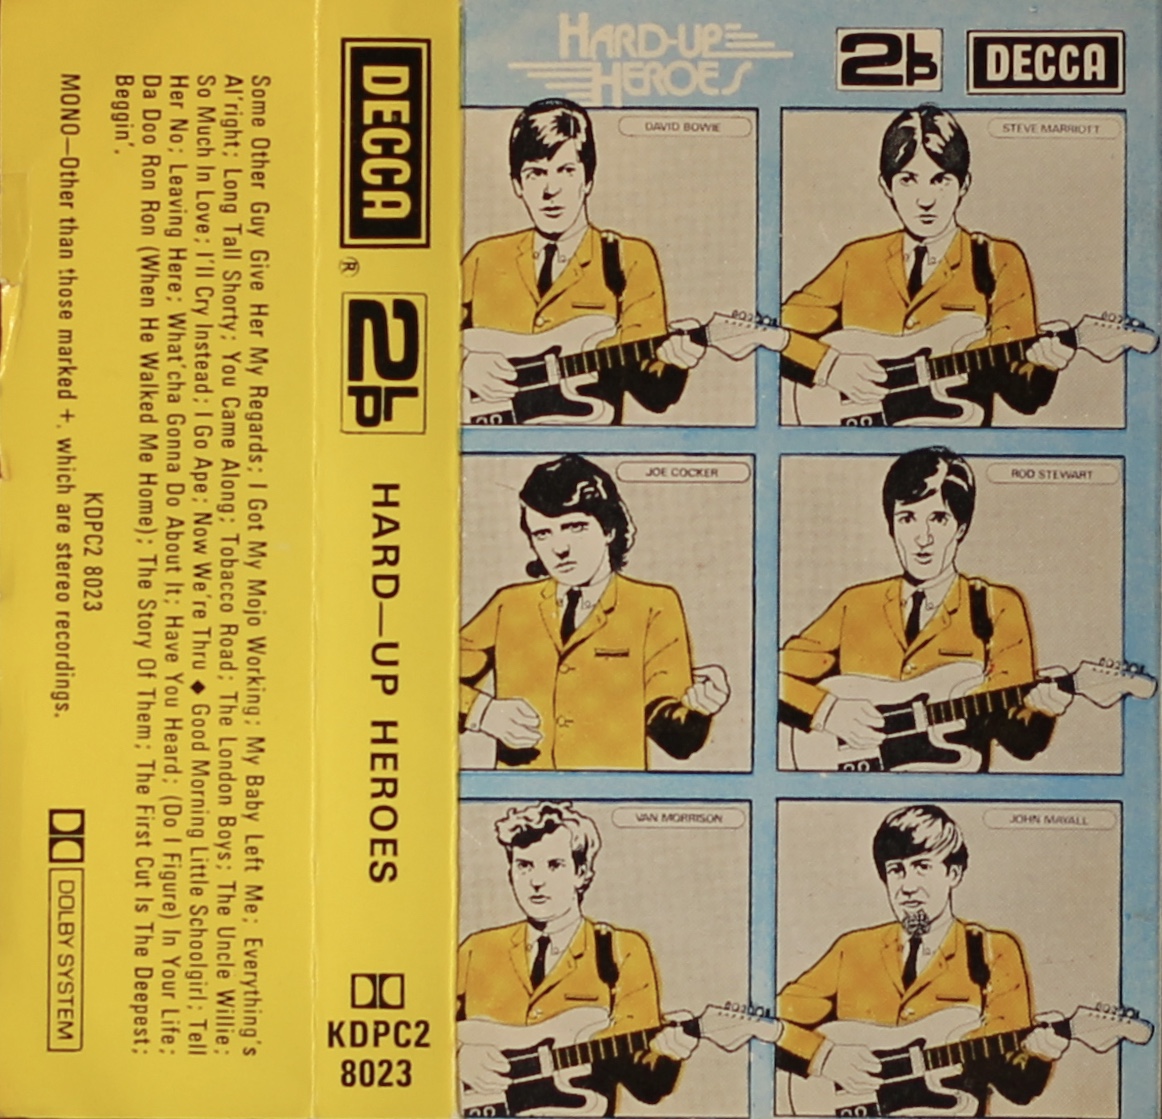 Some Other Guy Give Her My Regards; I Got My Mojo Working; My Baby Left Me; Everything's
Al'right; Long Tall Shorty; You Came Along; Tobacco Road; The London Boys; The Uncle Willie;
So Much In Love; I'll Cry Instead; I Go Ape; Now We're Thru ◆ Good Morning Little Schoolgirl; Tell
Her No; Leaving Here; What'cha Gonna Do About It; Have You Heard; (Do I Figure) In Your Life;
Da Doo Ron Ron (When He Walked Me Home); The Story Of Them; The First Cut Is The Deepest;
Beggin'.
KDPC2 8023
MONO—Other than those marked +, which are stereo recordings.
DOLBY SYSTEM
DECCA
®
2LP
HARD—UP HEROES
KDPC2
8023
HARD-UP
HEROES
2LP
DECCA
DAVID BOWIE
STEVE MARRIOTT
JOE COCKER
ROD STEWART
VAN MORRISON
JOHN MAYALL